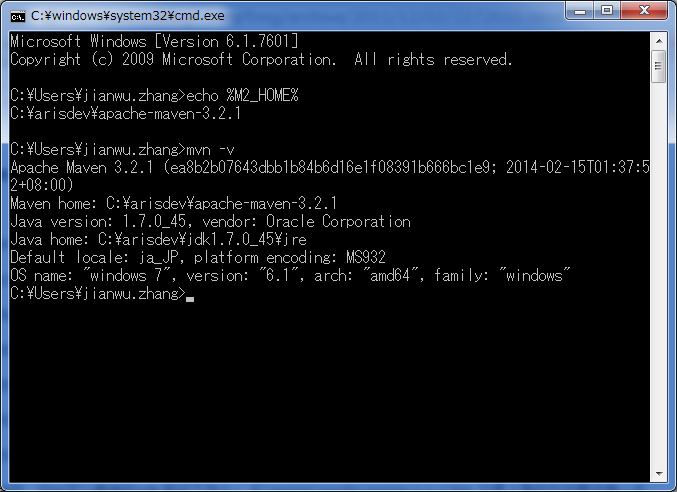 C:¥windows¥system32¥cmd.exe
Microsoft Windows [Version 6.1.7601]
Copyright (c) 2009 Microsoft Corporation.  All rights reserved.
C:¥Users¥jianwu.zhang>echo %M2_HOME%
C:¥arisdev¥apache-maven-3.2.1
C:¥Users¥jianwu.zhang>mvn -v
Apache Maven 3.2.1 (ea8b2b07643dbb1b84b6d16e1f08391b666bc1e9; 2014-02-15T01:37:5
2+08:00)
Maven home: C:¥arisdev¥apache-maven-3.2.1
Java version: 1.7.0_45, vendor: Oracle Corporation
Java home: C:¥arisdev¥jdk1.7.0_45¥jre
Default locale: ja_JP, platform encoding: MS932
OS name: "windows 7", version: "6.1", arch: "amd64", family: "windows"
C:¥Users¥jianwu.zhang>